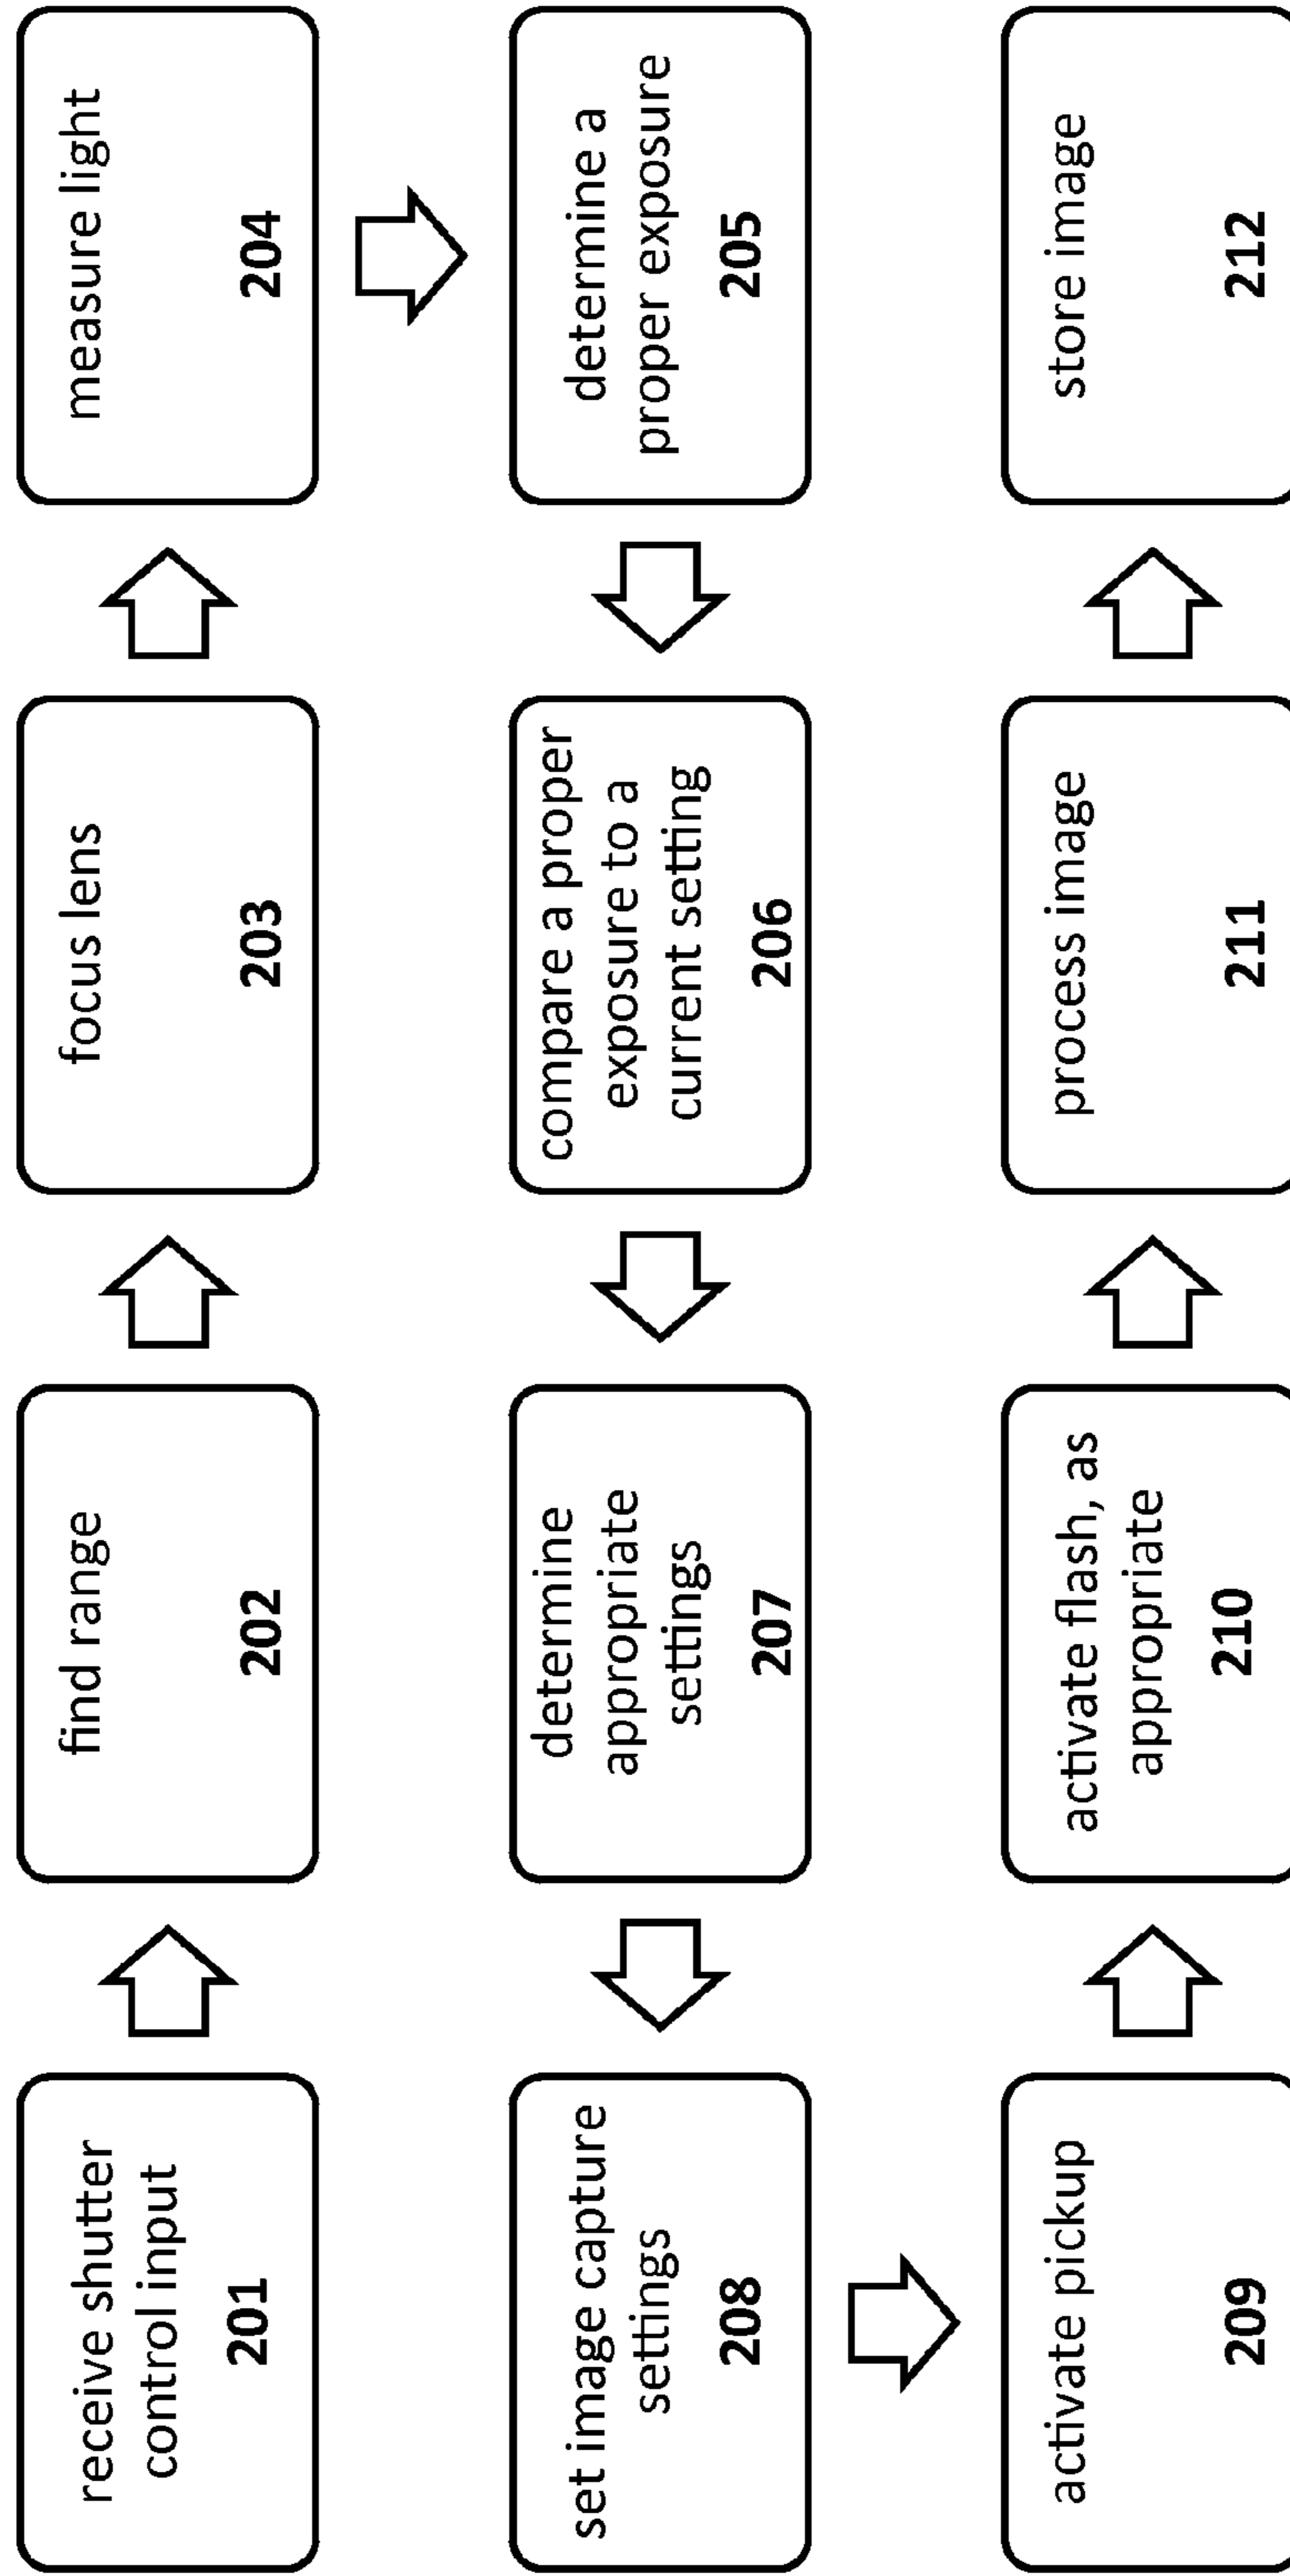 receive shutter
control input
201
find range
202
focus lens
203
measure light
204
determine a
proper exposure
205
compare a proper
exposure to a
current setting
206
determine
appropriate
settings
207
set image capture
settings
208
activate pickup
209
activate flash, as
appropriate
210
process image
211
store image
212